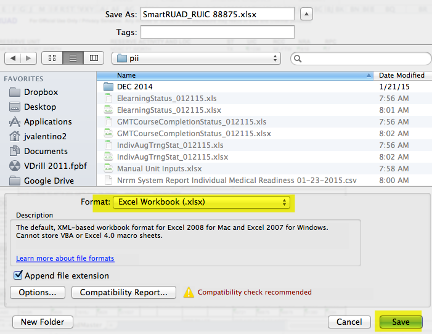 Save As: SmartRUAD_RUIC 88875.xlsx
Tags:
pii
FAVORITES
Dropbox
Desktop
Applications
jvalentino2
Documents
VDrill 2011.fpbf
Google Drive
Name Date Modified
DEC 2014 1/21/15
ElearningStatus_012115.xls 7:56 AM
ElearningStatus_012115.xlsx 8:02 AM
GMTCourseCompletionStatus_012115.xls 7:56 AM
GMTCourseCompletionStatus_012115.xlsx 8:02 AM
IndivAugTrngStat_012115.xls 7:56 AM
IndivAugTrngStat_012115.xlsx 8:02 AM
Manual Unit Inputs.xlsx 7:58 AM
Nrrm System Report Individual Medical Readiness 01-23-2015.csv 7:58 AM
Format: Excel Workbook (.xlsx)
Description
The default, XML-based workbook format for Excel 2008 for Mac and Excel 2007 for Windows.
Cannot store VBA or Excel 4.0 macro sheets.
Learn more about file formats
Append file extension
Options... Compatibility Report... Compatibility check recommended
New Folder Cancel Save